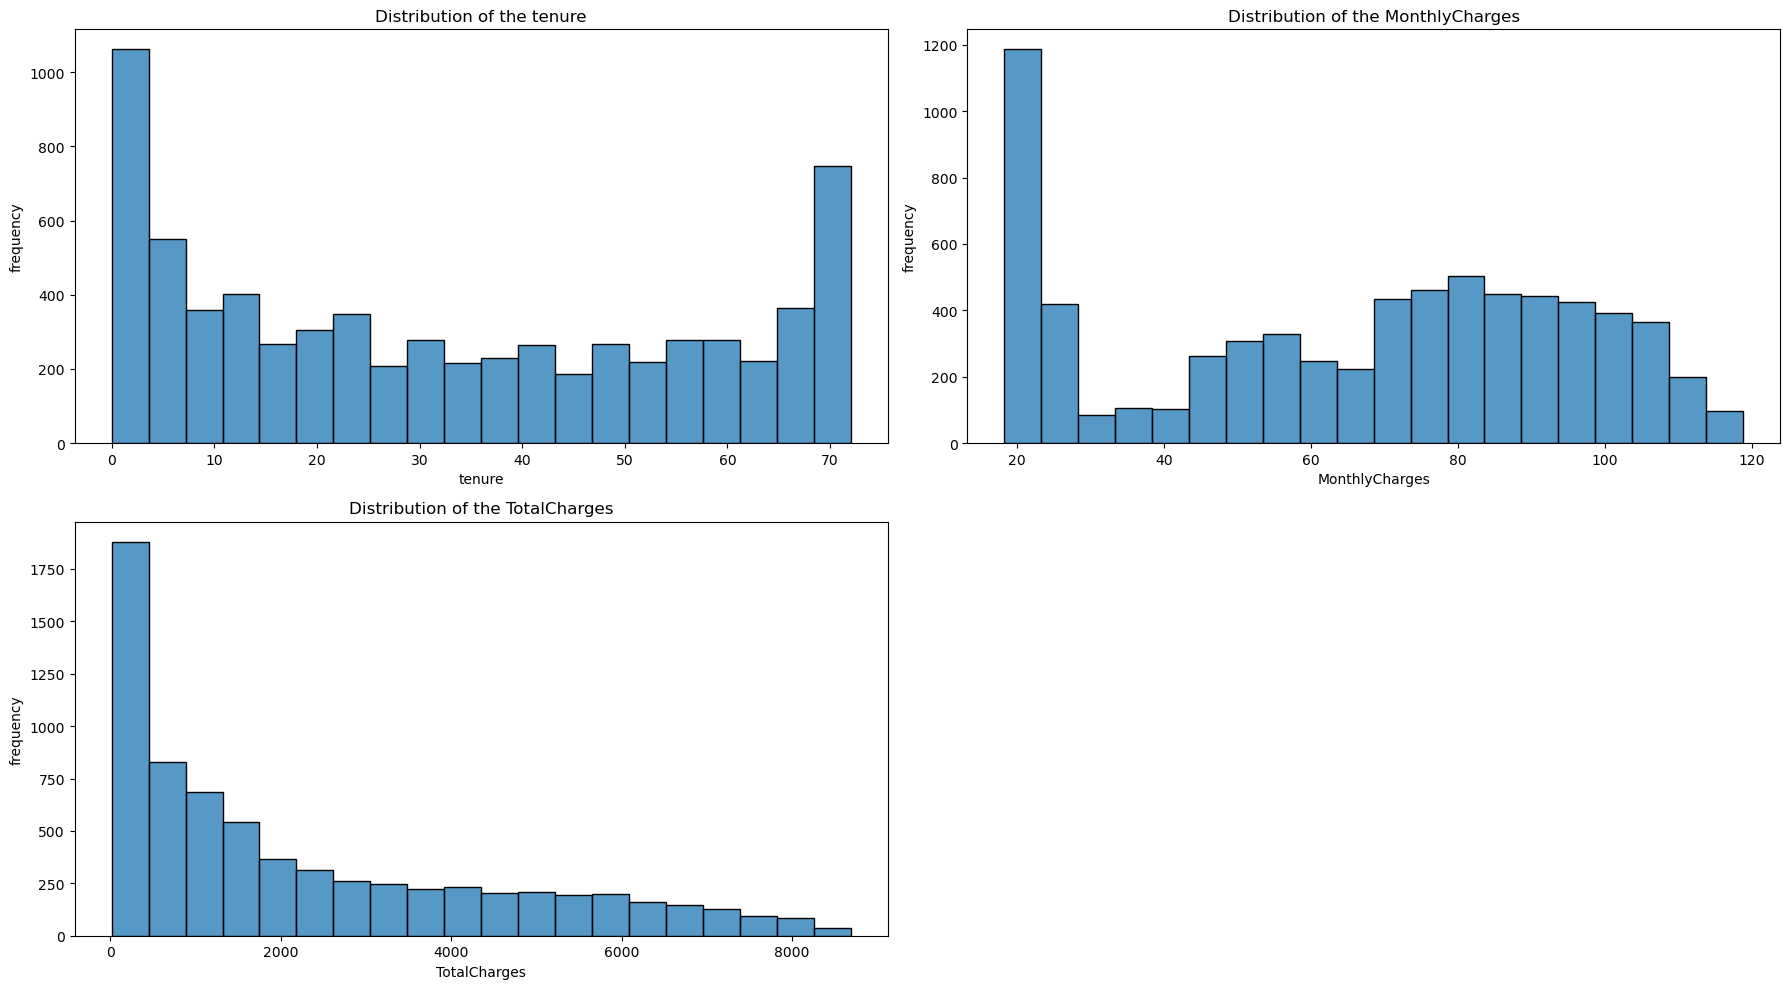 Distribution of the tenure
1000
800
600
400
200
0
frequency
0 10 20 30 40 50 60 70
tenure
Distribution of the MonthlyCharges
1200
1000
800
600
400
200
0
frequency
20 40 60 80 100 120
MonthlyCharges
Distribution of the TotalCharges
1750
1500
1250
1000
750
500
250
0
frequency
0 2000 4000 6000 8000
TotalCharges